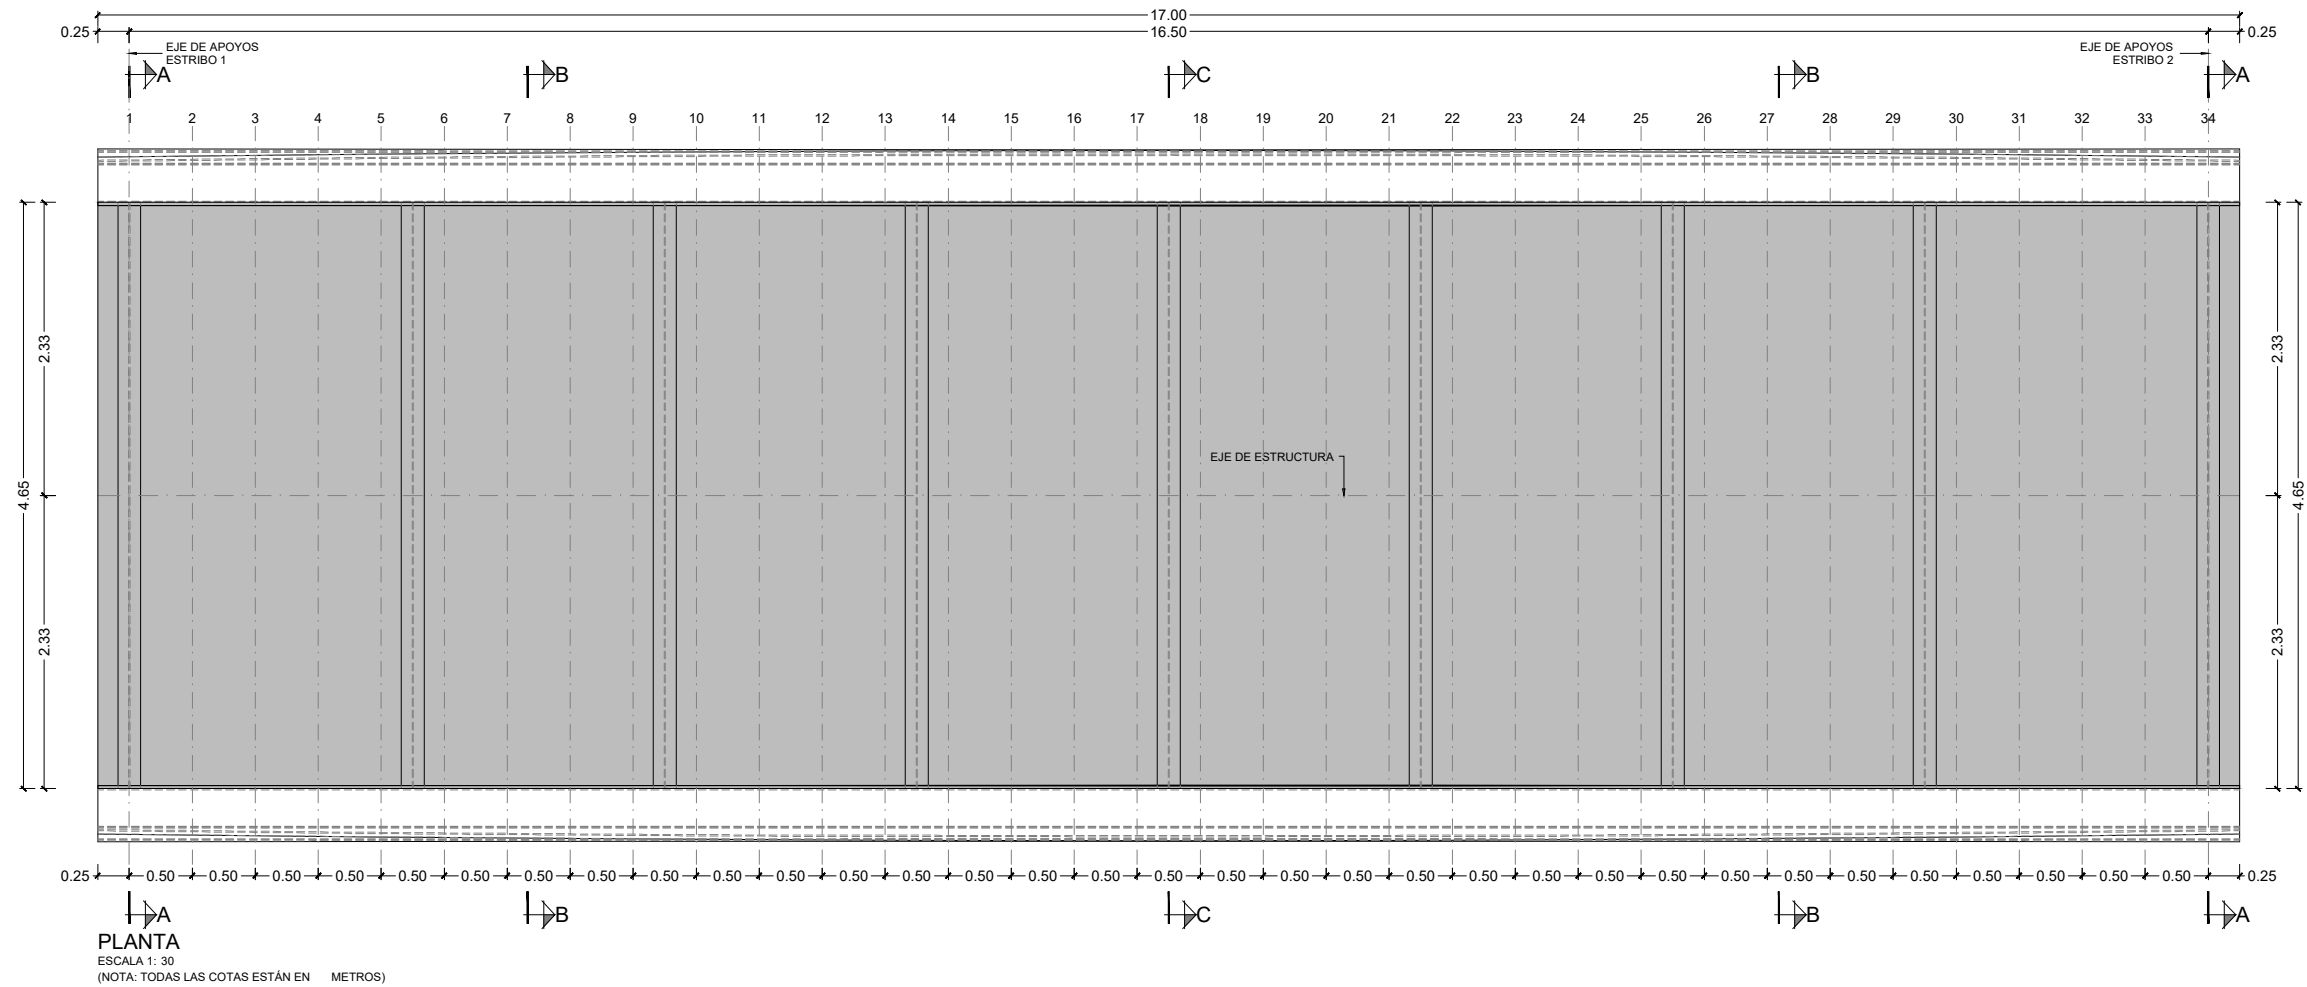 17.00
0.25 16.50 0.25
EJE DE APOYOS
ESTRIBO 1
EJE DE APOYOS
ESTRIBO 2
A B C B A
1 2 3 4 5 6 7 8 9 10 11 12 13 14 15 16 17 18 19 20 21 22 23 24 25 26 27 28 29 30 31 32 33 34
2.33
2.33
EJE DE ESTRUCTURA
4.65
4.65
2.33
2.33
0.25 0.50 0.50 0.50 0.50 0.50 0.50 0.50 0.50 0.50 0.50 0.50 0.50 0.50 0.50 0.50 0.50 0.50 0.50 0.50 0.50 0.50 0.50 0.50 0.50 0.50 0.50 0.50 0.50 0.50 0.50 0.50 0.50 0.50 0.25
A B C B A
PLANTA
ESCALA 1: 30
(NOTA: TODAS LAS COTAS ESTÁN EN METROS)